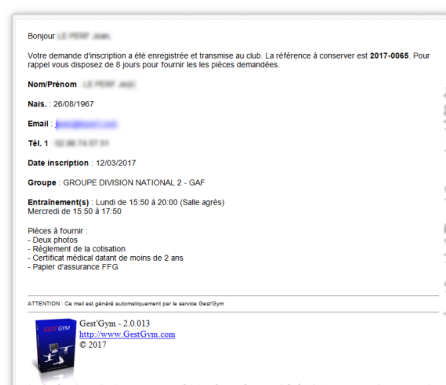 Bonjour
Votre demande d'inscription a été enregistrée et transmise au club. La référence à conserver est 2017-0065. Pour
rappel vous disposez de 8 jours pour fournir les les pièces demandées.
Nom/Prénom :
Nais. : 26/08/1967
Email :
Tél. 1 :
Date inscription : 12/03/2017
Groupe : GROUPE DIVISION NATIONAL 2 - GAF
Entraînement(s) : Lundi de 15:50 à 20:00 (Salle agrès)
Mercredi de 15:50 à 17:50
Pièces à fournir :
- Deux photos
- Règlement de la cotisation
- Certificat médical datant de moins de 2 ans
- Papier d'assurance FFG
ATTENTION : Ce mail est généré automatiquement par le service Gest'Gym
GEST'GYM
Gest'Gym - 2.0.013
http://www.GestGym.com
© 2017